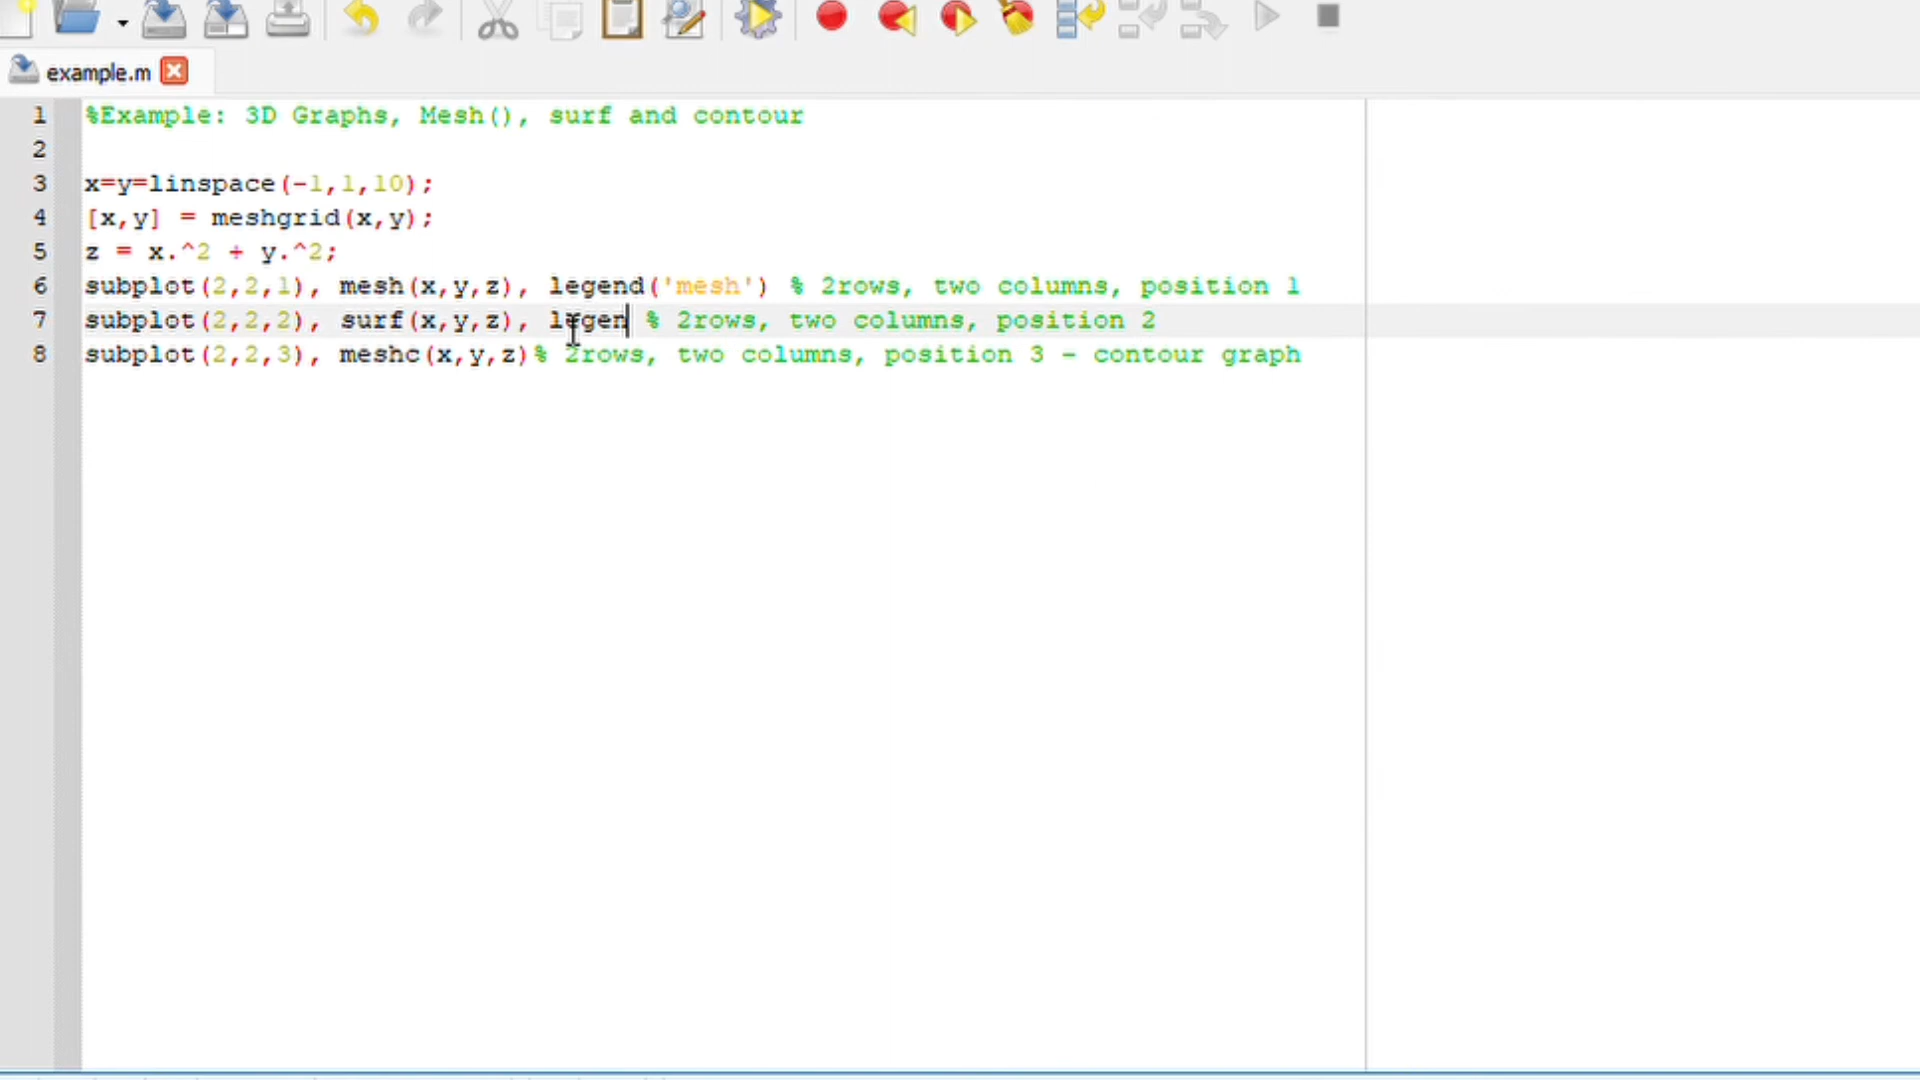 example.m
1 %Example: 3D Graphs, Mesh(), surf and contour
2
3 x=y=linspace(-1,1,10);
4 [x,y] = meshgrid(x,y);
5 z = x.^2 + y.^2;
6 subplot(2,2,1), mesh(x,y,z), legend('mesh') % 2rows, two columns, position 1
7 subplot(2,2,2), surf(x,y,z), legen % 2rows, two columns, position 2
8 subplot(2,2,3), meshc(x,y,z)% 2rows, two columns, position 3 - contour graph